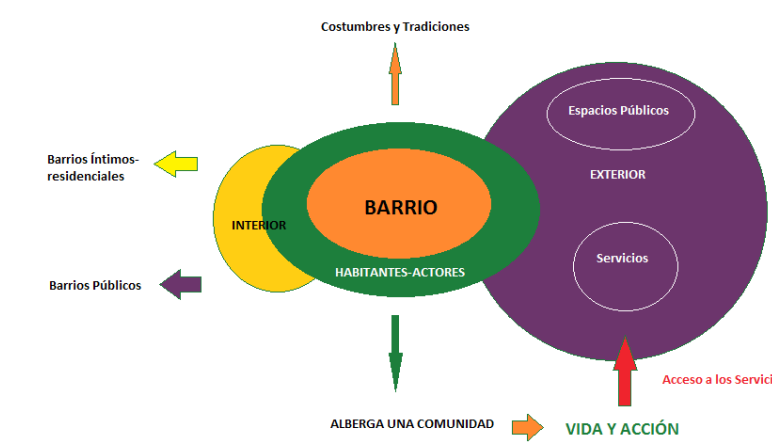 Costumbres y Tradiciones
Espacios Públicos
Barrios Íntimos-
residenciales
EXTERIOR
BARRIO
INTERIOR
Servicios
HABITANTES-ACTORES
Barrios Públicos
Acceso a los Servici
ALBERGA UNA COMUNIDAD
VIDA Y ACCIÓN